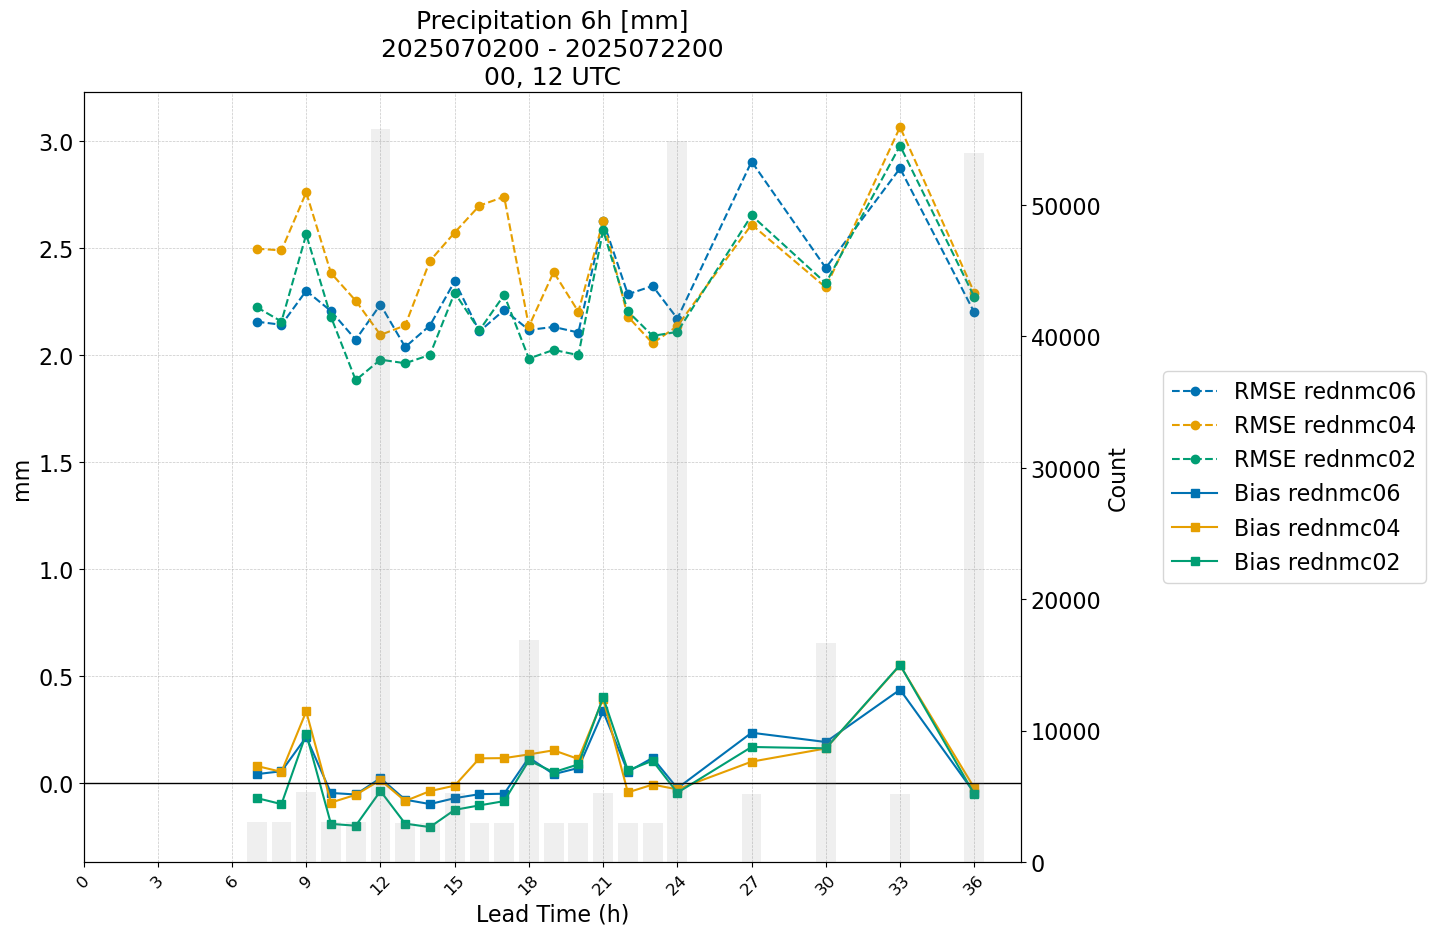 Precipitation 6h [mm]
2025070200 - 2025072200
00, 12 UTC
3.0
2.5
2.0
1.5
1.0
0.5
0.0
mm
50000
40000
30000
20000
10000
0
Count
0 3 6 9 12 15 18 21 24 27 30 33 36
Lead Time (h)
RMSE rednmc06
RMSE rednmc04
RMSE rednmc02
Bias rednmc06
Bias rednmc04
Bias rednmc02